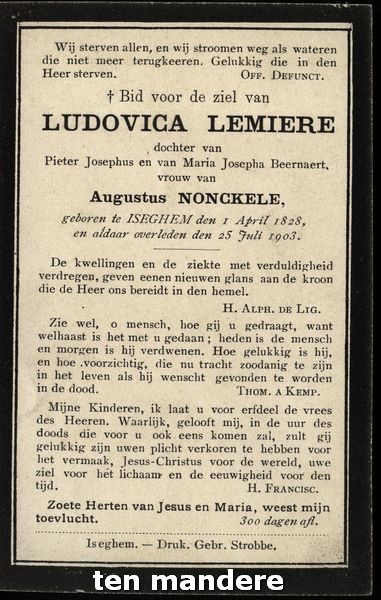 Wij sterven allen, en wij stroomen weg als wateren
die niet meer terugkeeren. Gelukkig die in den
Heer sterven. OFF. DEFUNCT.
† Bid voor de ziel van
LUDOVICA LEMIERE
dochter van
Pieter Josephus en van Maria Josepha Beernaert,
vrouw van
Augustus NONCKELE,
geboren te ISEGHEM den 1 April 1828,
en aldaar overleden den 25 Juli 1903.
De kwellingen en de ziekte met verduldigheid
verdregen, geven eenen nieuwen glans aan de kroon
die de Heer ons bereidt in den hemel.
H. ALPH. DE LIG.
Zie wel, o mensch, hoe gij u gedraagt, want
welhaast is het met u gedaan ; heden is de mensch
en morgen is hij verdwenen. Hoe gelukkig is hij,
en hoe voorzichtig, die nu tracht zoodanig te zijn
in het leven als hij wenscht gevonden te worden
in de dood. THOM. A KEMP.
Mijne Kinderen, ik laat u voor erfdeel de vrees
des Heeren. Waarlijk, gelooft mij, in de uur des
doods die voor u ook eens komen zal, zult gij
gelukkig zijn uwen plicht verkoren te hebben voor
het vermaak, Jesus-Christus voor de wereld, uwe
ziel voor het lichaam en de eeuwigheid voor den
tijd. H. FRANCISC.
Zoete Herten van Jesus en Maria, weest mijn
toevlucht. 300 dagen afl.
Iseghem. — Druk. Gebr. Strobbe.
ten mandere